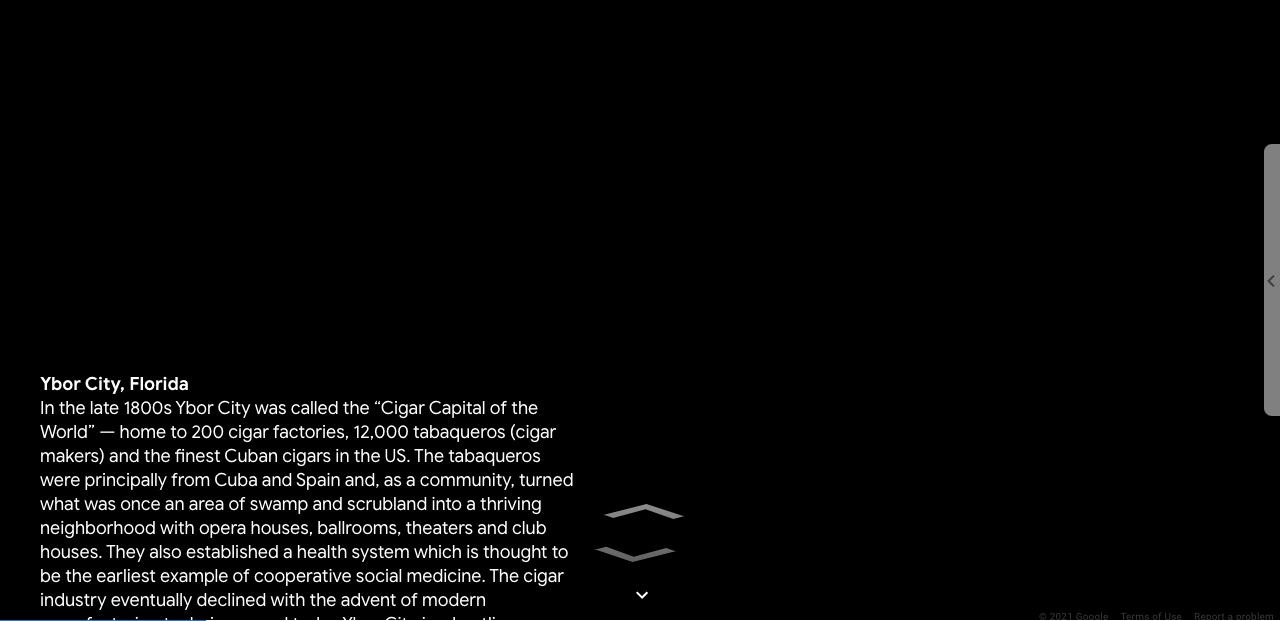 Ybor City, Florida
In the late 1800s Ybor City was called the “Cigar Capital of the
World” — home to 200 cigar factories, 12,000 tabaqueros (cigar
makers) and the finest Cuban cigars in the US. The tabaqueros
were principally from Cuba and Spain and, as a community, turned
what was once an area of swamp and scrubland into a thriving
neighborhood with opera houses, ballrooms, theaters and club
houses. They also established a health system which is thought to
be the earliest example of cooperative social medicine. The cigar
industry eventually declined with the advent of modern
© 2021 Google Terms of Use Report a problem